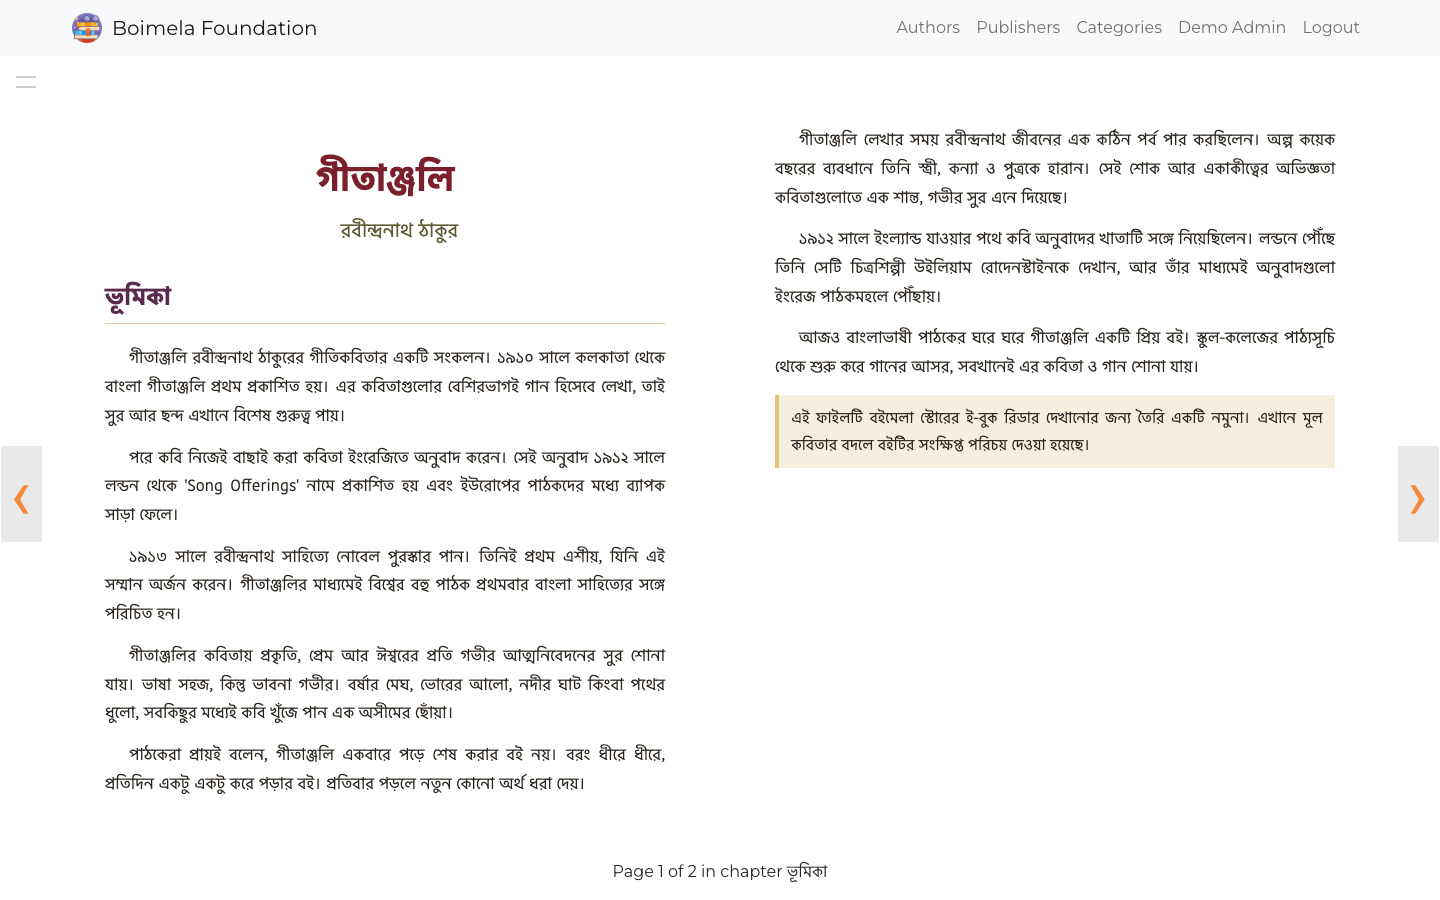 Boimela Foundation
Authors Publishers Categories Demo Admin Logout
গীতাঞ্জলি
রবীন্দ্রনাথ ঠাকুর
ভূমিকা
গীতাঞ্জলি রবীন্দ্রনাথ ঠাকুরের গীতিকবিতার একটি সংকলন। ১৯১০ সালে কলকাতা থেকে
বাংলা গীতাঞ্জলি প্রথম প্রকাশিত হয়। এর কবিতাগুলোর বেশিরভাগই গান হিসেবে লেখা, তাই
সুর আর ছন্দ এখানে বিশেষ গুরুত্ব পায়।
পরে কবি নিজেই বাছাই করা কবিতা ইংরেজিতে অনুবাদ করেন। সেই অনুবাদ ১৯১২ সালে
লন্ডন থেকে 'Song Offerings' নামে প্রকাশিত হয় এবং ইউরোপের পাঠকদের মধ্যে ব্যাপক
সাড়া ফেলে।
১৯১৩ সালে রবীন্দ্রনাথ সাহিত্যে নোবেল পুরস্কার পান। তিনিই প্রথম এশীয়, যিনি এই
সম্মান অর্জন করেন। গীতাঞ্জলির মাধ্যমেই বিশ্বের বহু পাঠক প্রথমবার বাংলা সাহিত্যের সঙ্গে
পরিচিত হন।
গীতাঞ্জলির কবিতায় প্রকৃতি, প্রেম আর ঈশ্বরের প্রতি গভীর আত্মনিবেদনের সুর শোনা
যায়। ভাষা সহজ, কিন্তু ভাবনা গভীর। বর্ষার মেঘ, ভোরের আলো, নদীর ঘাট কিংবা পথের
ধুলো, সবকিছুর মধ্যেই কবি খুঁজে পান এক অসীমের ছোঁয়া।
পাঠকেরা প্রায়ই বলেন, গীতাঞ্জলি একবারে পড়ে শেষ করার বই নয়। বরং ধীরে ধীরে,
প্রতিদিন একটু একটু করে পড়ার বই। প্রতিবার পড়লে নতুন কোনো অর্থ ধরা দেয়।
গীতাঞ্জলি লেখার সময় রবীন্দ্রনাথ জীবনের এক কঠিন পর্ব পার করছিলেন। অল্প কয়েক
বছরের ব্যবধানে তিনি স্ত্রী, কন্যা ও পুত্রকে হারান। সেই শোক আর একাকীত্বের অভিজ্ঞতা
কবিতাগুলোতে এক শান্ত, গভীর সুর এনে দিয়েছে।
১৯১২ সালে ইংল্যান্ড যাওয়ার পথে কবি অনুবাদের খাতাটি সঙ্গে নিয়েছিলেন। লন্ডনে পৌঁছে
তিনি সেটি চিত্রশিল্পী উইলিয়াম রোদেনস্টাইনকে দেখান, আর তাঁর মাধ্যমেই অনুবাদগুলো
ইংরেজ পাঠকমহলে পৌঁছায়।
আজও বাংলাভাষী পাঠকের ঘরে ঘরে গীতাঞ্জলি একটি প্রিয় বই। স্কুল-কলেজের পাঠ্যসূচি
থেকে শুরু করে গানের আসর, সবখানেই এর কবিতা ও গান শোনা যায়।
এই ফাইলটি বইমেলা স্টোরের ই-বুক রিডার দেখানোর জন্য তৈরি একটি নমুনা। এখানে মূল
কবিতার বদলে বইটির সংক্ষিপ্ত পরিচয় দেওয়া হয়েছে।
Page 1 of 2 in chapter ভূমিকা